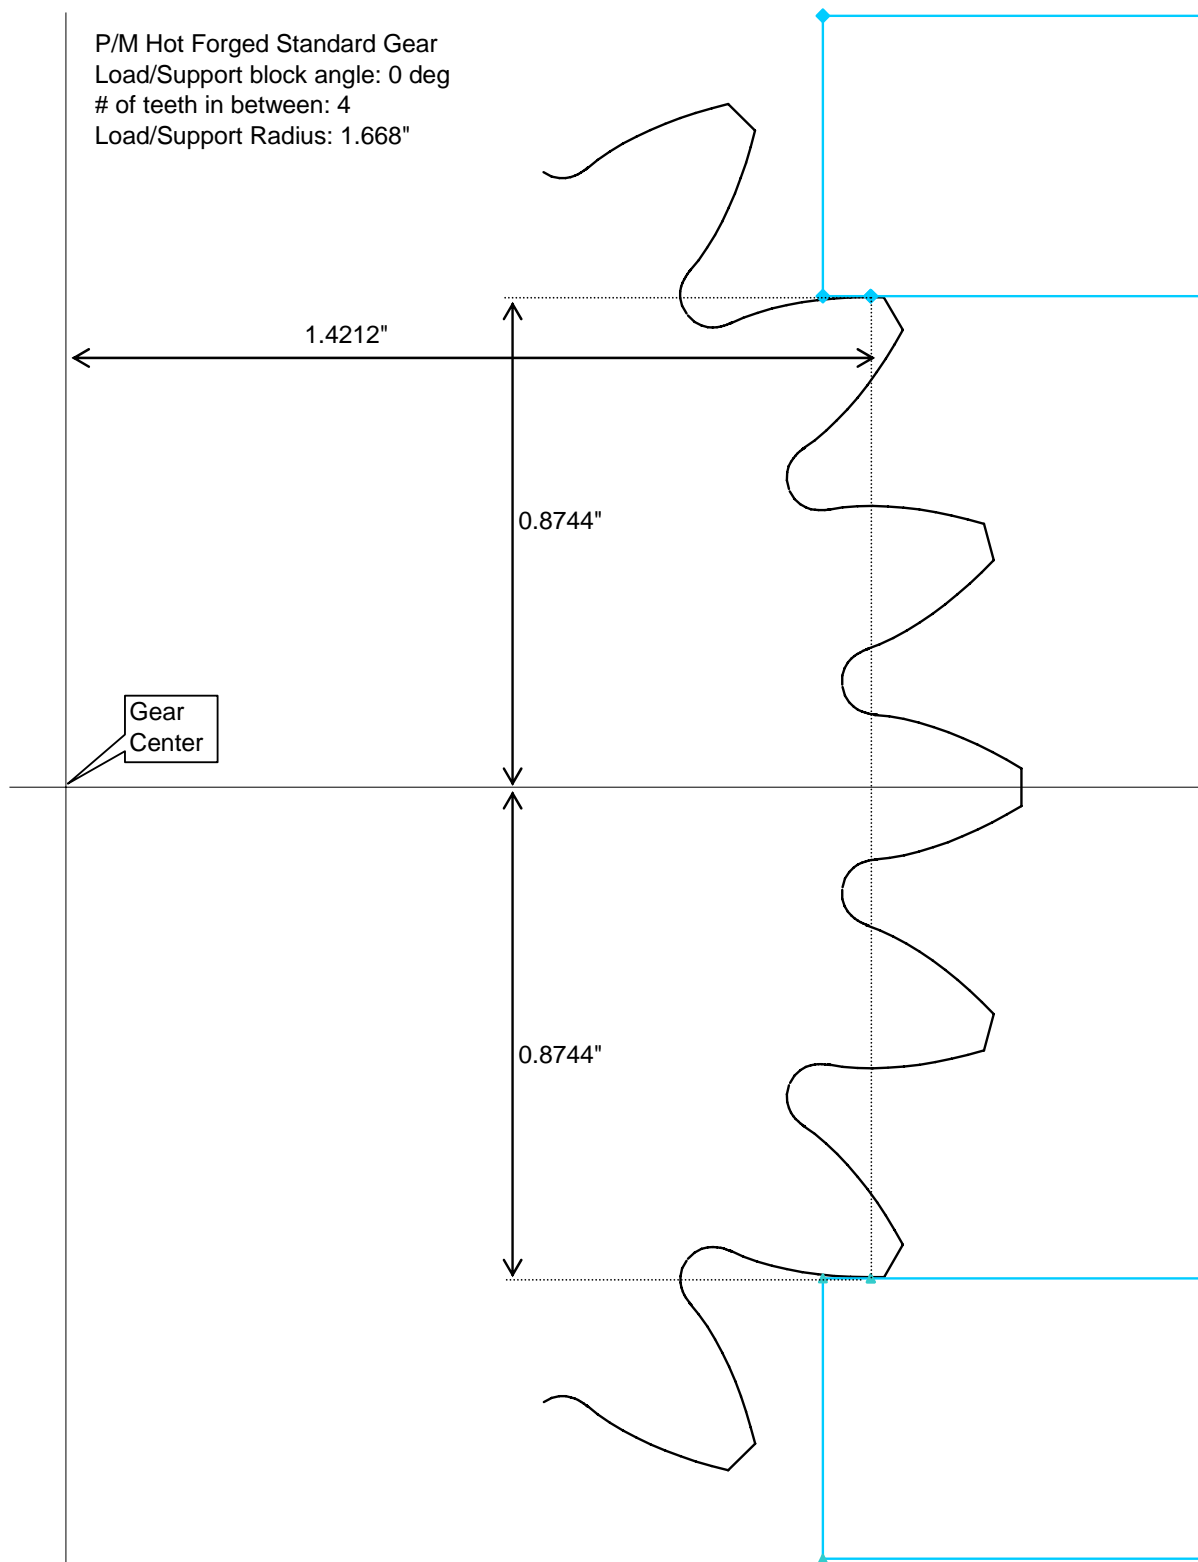 P/M Hot Forged Standard Gear
Load/Support block angle: 0 deg
# of teeth in between: 4
Load/Support Radius: 1.668"
1.4212"
0.8744"
Gear
Center
0.8744"